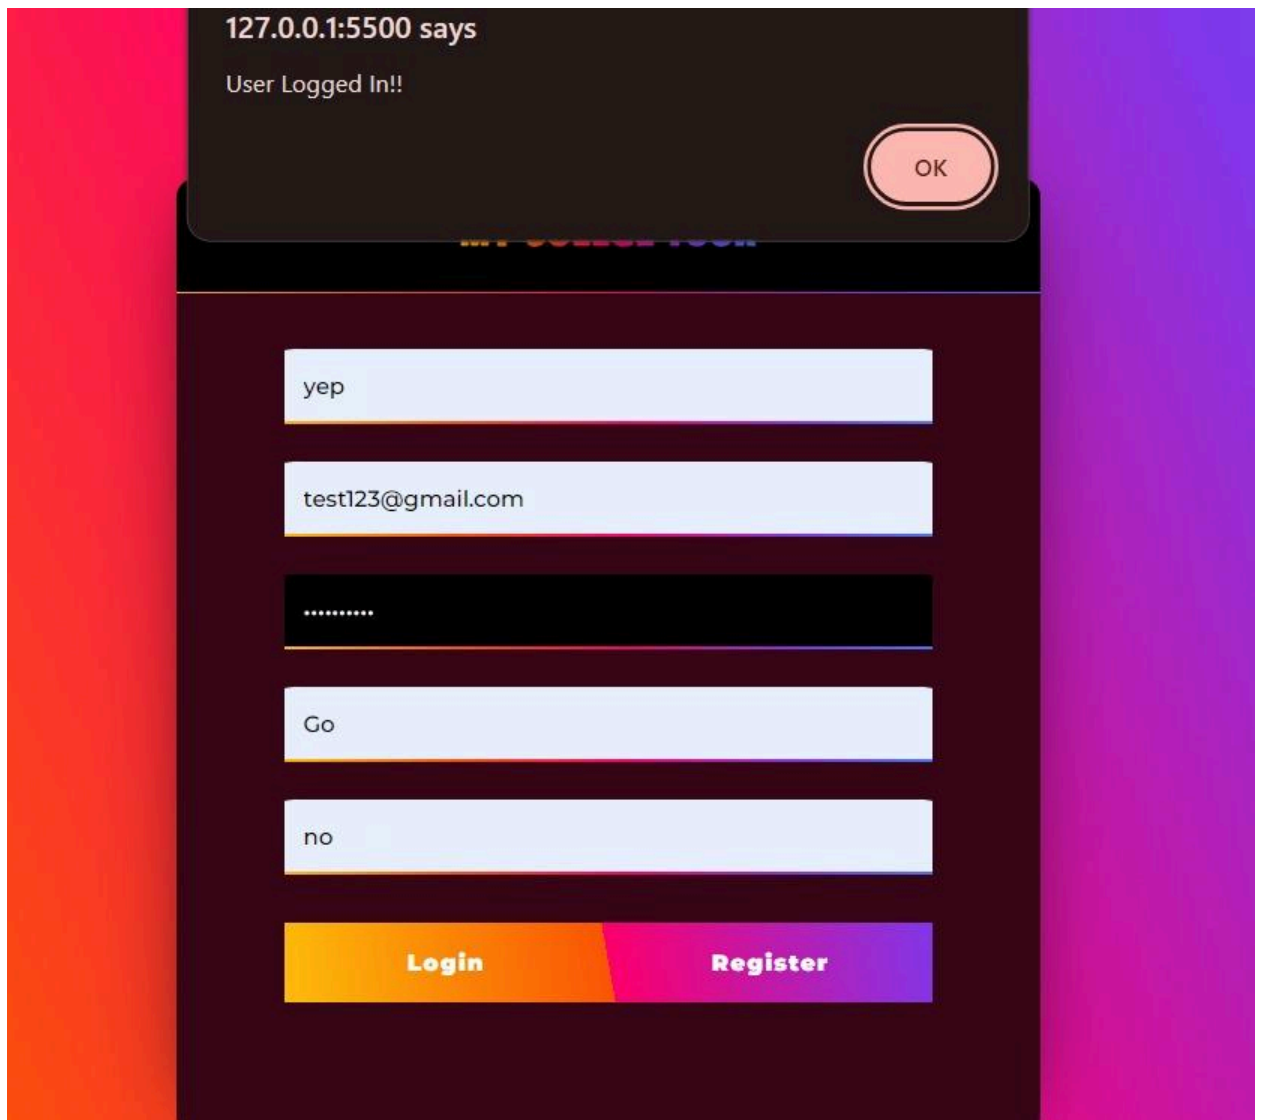 127.0.0.1:5500 says
User Logged In!!
OK
yep
test123@gmail.com
••••••••••
Go
no
Login Register